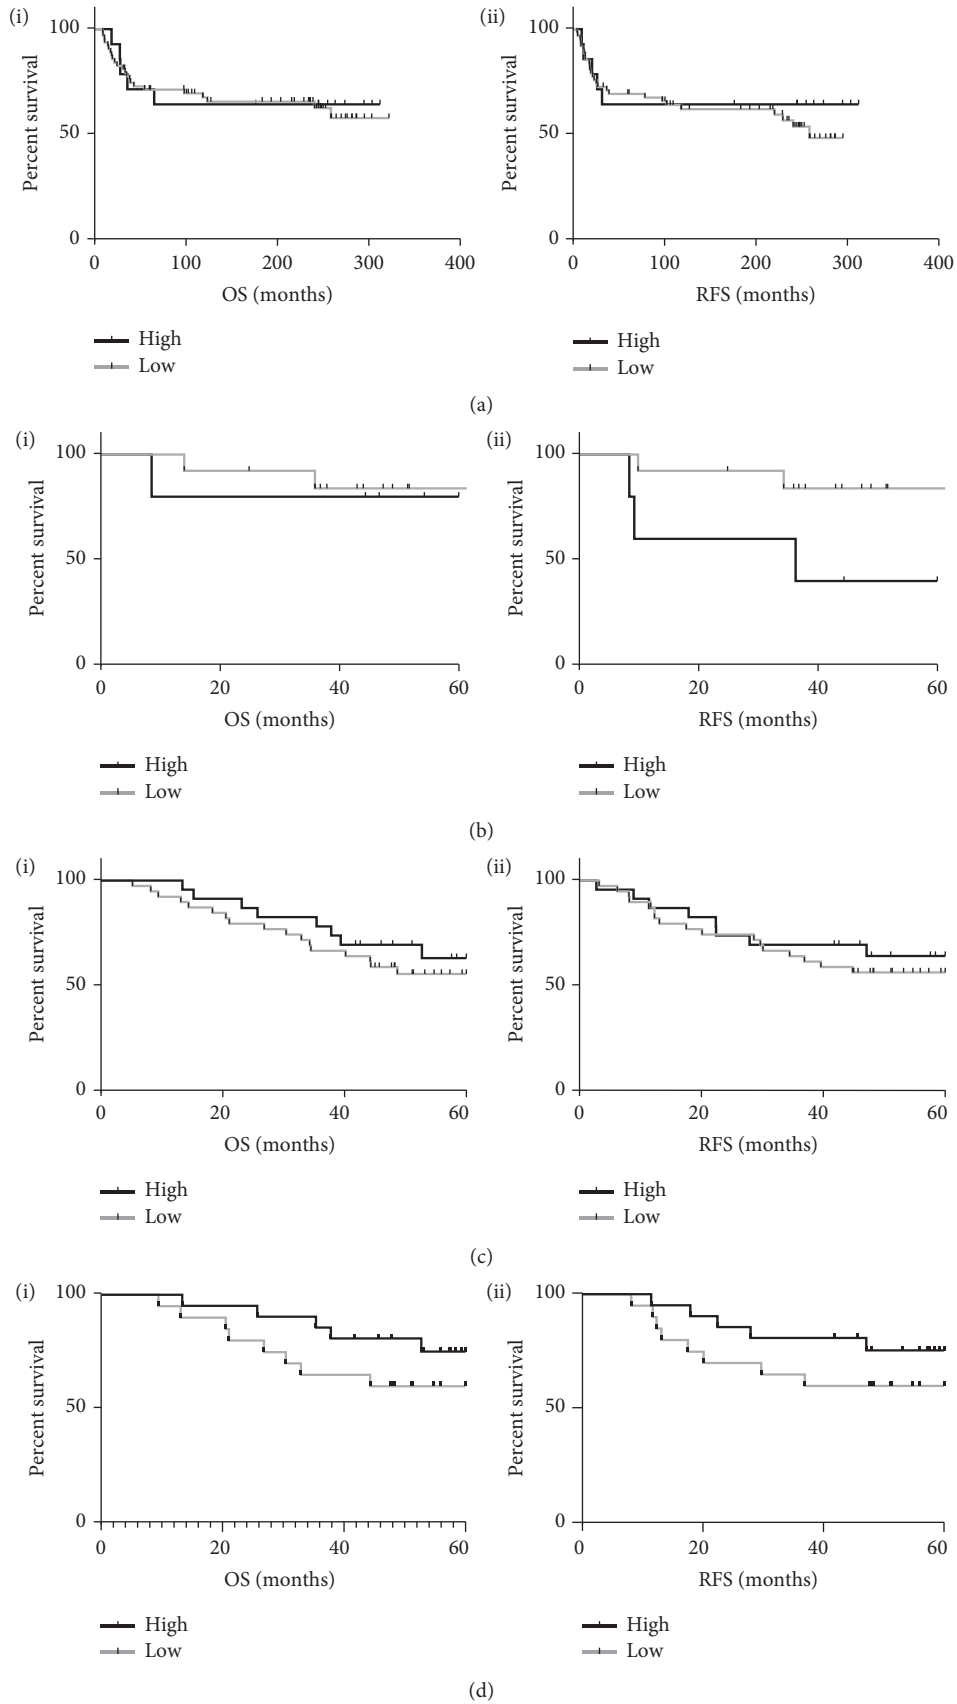 (i)
100
50
0
Percent survival
0 100 200 300 400
OS (months)
High
Low
(ii)
100
50
0
Percent survival
0 100 200 300 400
RFS (months)
High
Low
(a)
(i)
100
50
0
Percent survival
0 20 40 60
OS (months)
High
Low
(ii)
100
50
0
Percent survival
0 20 40 60
RFS (months)
High
Low
(b)
(i)
100
50
0
Percent survival
0 20 40 60
OS (months)
High
Low
(ii)
100
50
0
Percent survival
0 20 40 60
RFS (months)
High
Low
(c)
(i)
100
50
0
Percent survival
0 20 40 60
OS (months)
High
Low
(ii)
100
50
0
Percent survival
0 20 40 60
RFS (months)
High
Low
(d)